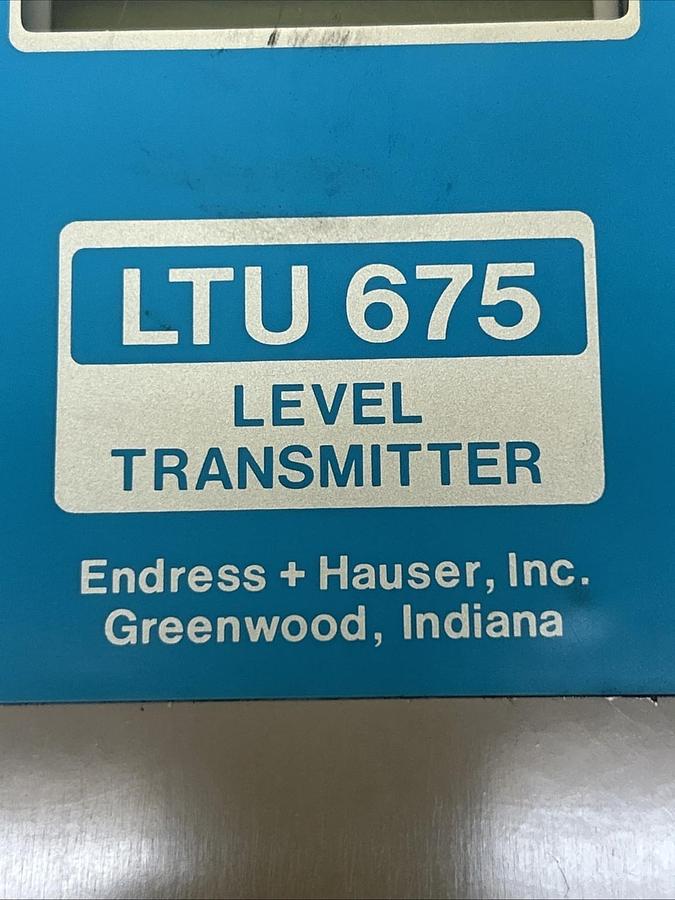 LTU 675
LEVEL
TRANSMITTER
Endress + Hauser, Inc.
Greenwood, Indiana